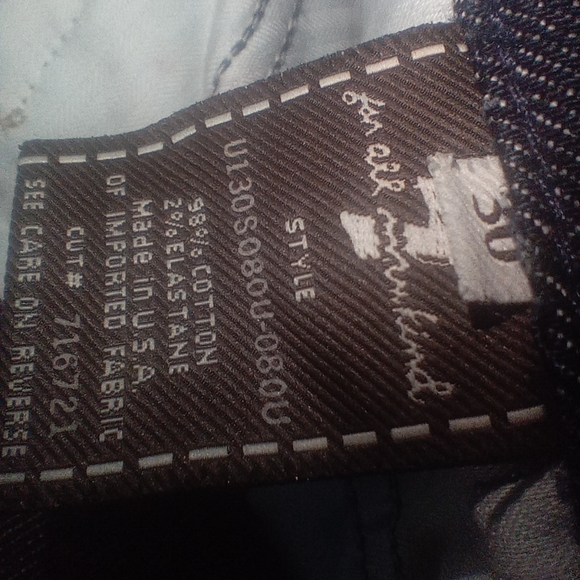 30
7
for all mankind
STYLE
U130S080U-080U
98% COTTON
2% ELASTANE
Made in U.S.A.
OF IMPORTED FABRIC
CUT# 716721
SEE CARE ON REVERSE